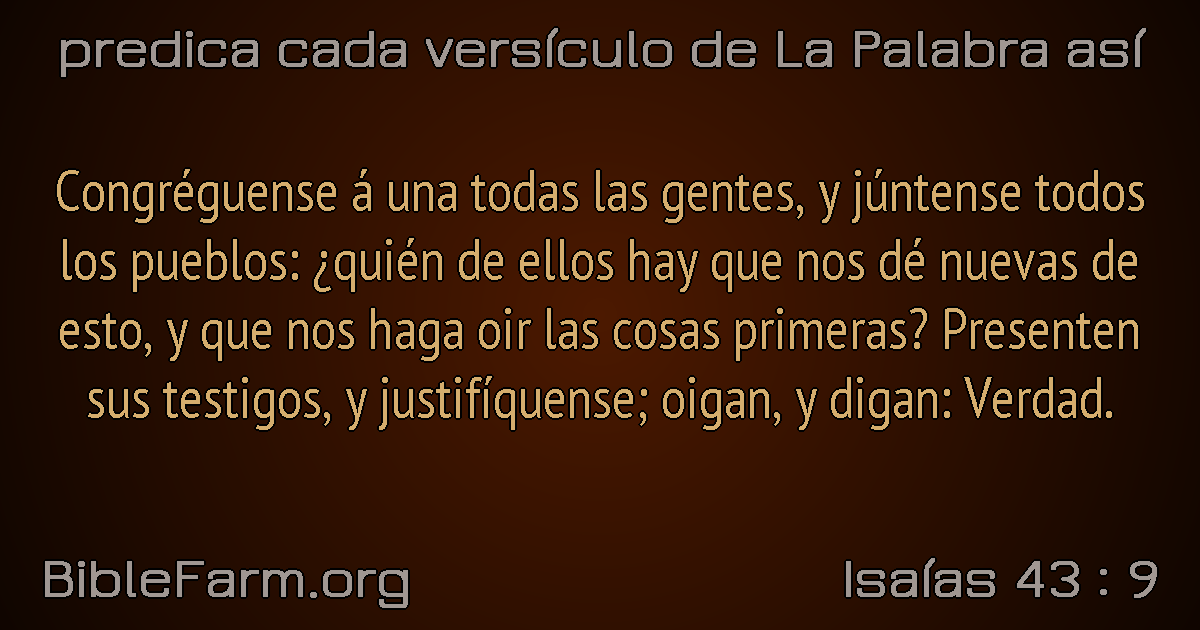 predica cada versículo de La Palabra así
Congréguense á una todas las gentes, y júntense todos
los pueblos: ¿quién de ellos hay que nos dé nuevas de
esto, y que nos haga oir las cosas primeras? Presenten
sus testigos, y justifíquense; oigan, y digan: Verdad.
BibleFarm.org
Isaías 43 : 9